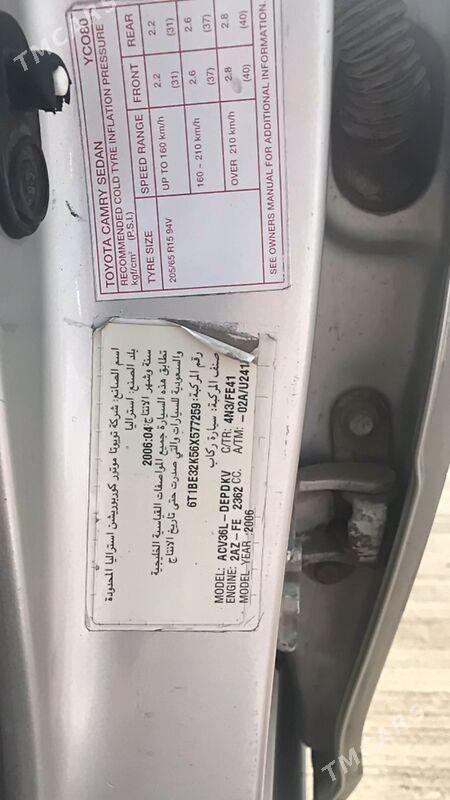 TOYOTA CAMRY SEDAN YCO80
RECOMMENDED COLD TYRE INFLATION PRESSURE
kgf/cm² (P.S.I.)
TYRE SIZE SPEED RANGE FRONT REAR
205/65 R15 94V UP TO 160 km/h 2.2 (31) 2.2 (31)
160 ~ 210 km/h 2.6 (37) 2.6 (37)
OVER 210 km/h 2.8 (40) 2.8 (40)
SEE OWNERS MANUAL FOR ADDITIONAL INFORMATION.
اسم الصانع: شركة تويوتا موتور كوربوريشن استراليا المحدودة
بلد الصنع: استراليا
سنة وشهر الانتاج: 2006:04
تطابق هذه السيارة جميع المواصفات القياسية الخليجية
والسعودية للسيارات والتي صدرت حتى تاريخ الانتاج
رقم المركبة: 6T1BE32K56X577259
صنف المركبة: سيارة ركاب
MODEL: ACV36L-DEPDKV C/TR: 4N3/FE41
ENGINE: 2AZ-FE 2362 CC. A/TM: -02A/U241
MODEL YEAR-2006
TMCARS
TMCARS